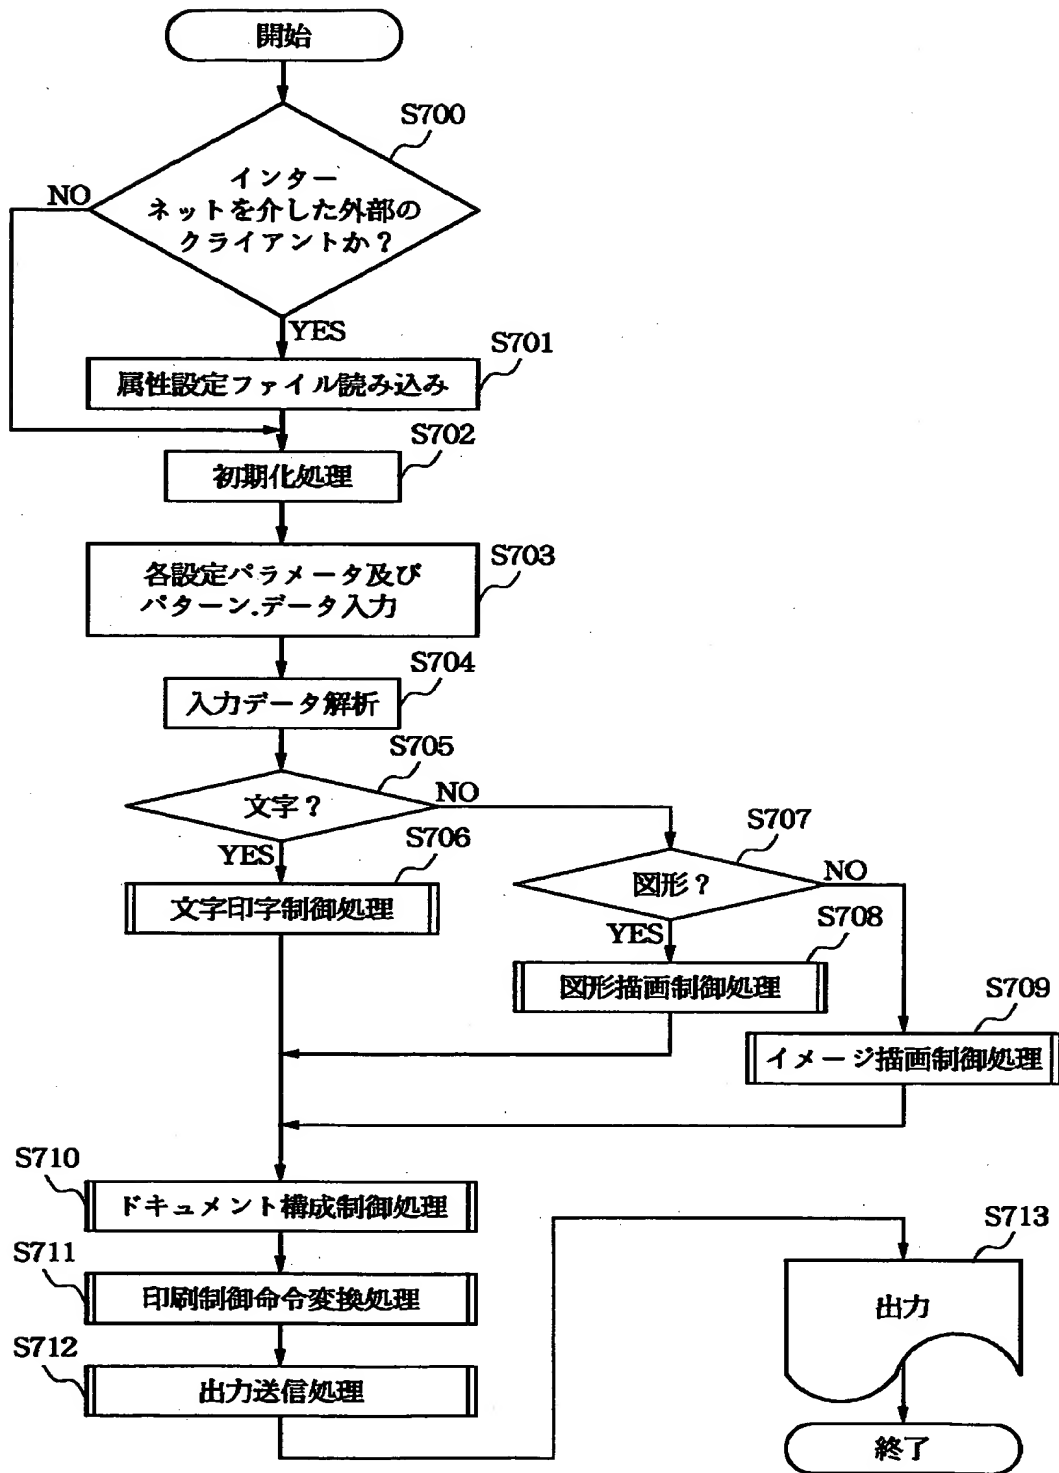 開始
S700
インター
ネットを介した外部の
クライアントか？
NO
YES
S701
属性設定ファイル読み込み
S702
初期化処理
S703
各設定パラメータ及び
パターン.データ入力
S704
入力データ解析
S705
文字？
NO
YES
S706
文字印字制御処理
S707
図形？
NO
YES
S708
図形描画制御処理
S709
イメージ描画制御処理
S710
ドキュメント構成制御処理
S711
印刷制御命令変換処理
S712
出力送信処理
S713
出力
終了